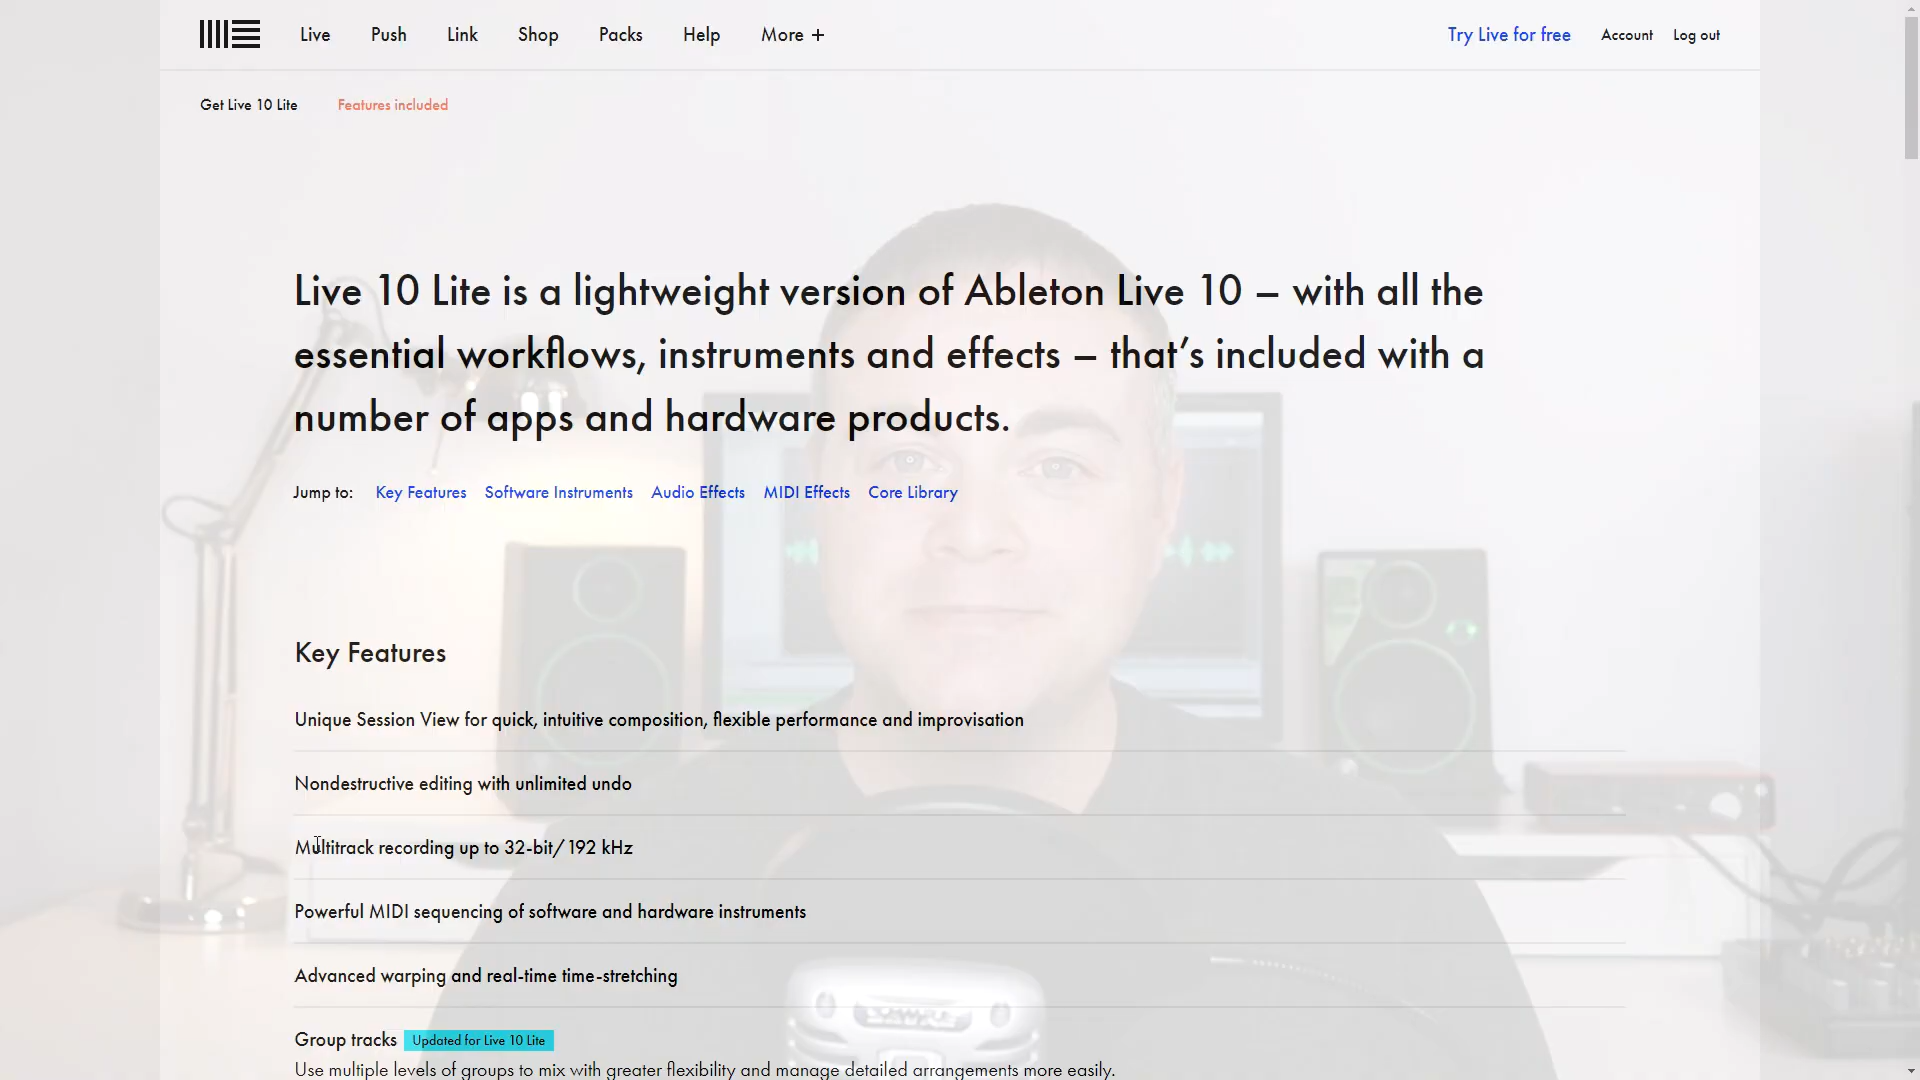 Live Push Link Shop Packs Help More + Try Live for free Account Log out
Get Live 10 Lite Features included
Live 10 Lite is a lightweight version of Ableton Live 10 – with all the
essential workflows, instruments and effects – that’s included with a
number of apps and hardware products.
Jump to: Key Features Software Instruments Audio Effects MIDI Effects Core Library
Key Features
Unique Session View for quick, intuitive composition, flexible performance and improvisation
Nondestructive editing with unlimited undo
Multitrack recording up to 32-bit/192 kHz
Powerful MIDI sequencing of software and hardware instruments
Advanced warping and real-time time-stretching
Group tracks Updated for Live 10 Lite
Use multiple levels of groups to mix with greater flexibility and manage detailed arrangements more easily.